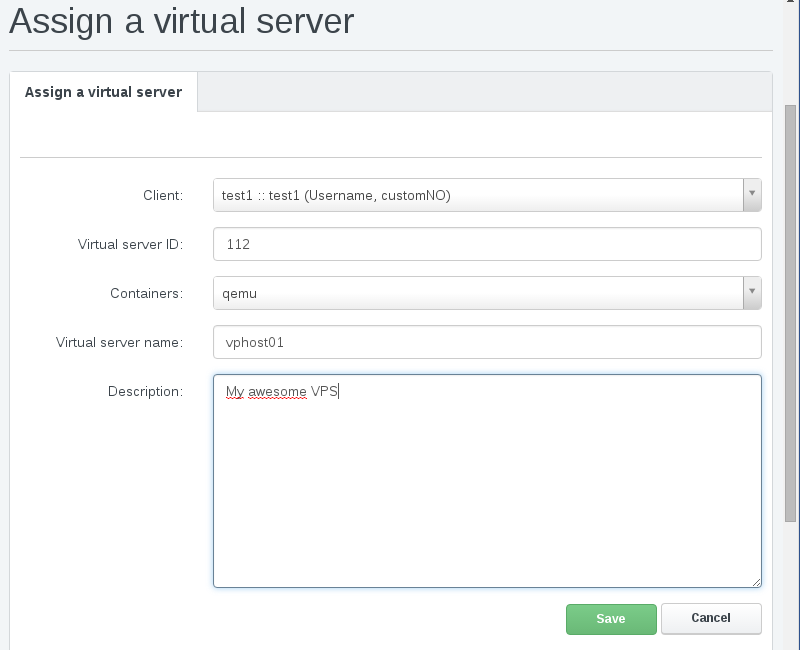 Assign a virtual server
Assign a virtual server
Client: test1 :: test1 (Username, customNO)
Virtual server ID: 112
Containers: qemu
Virtual server name: vphost01
Description: My awesome VPS
Save Cancel